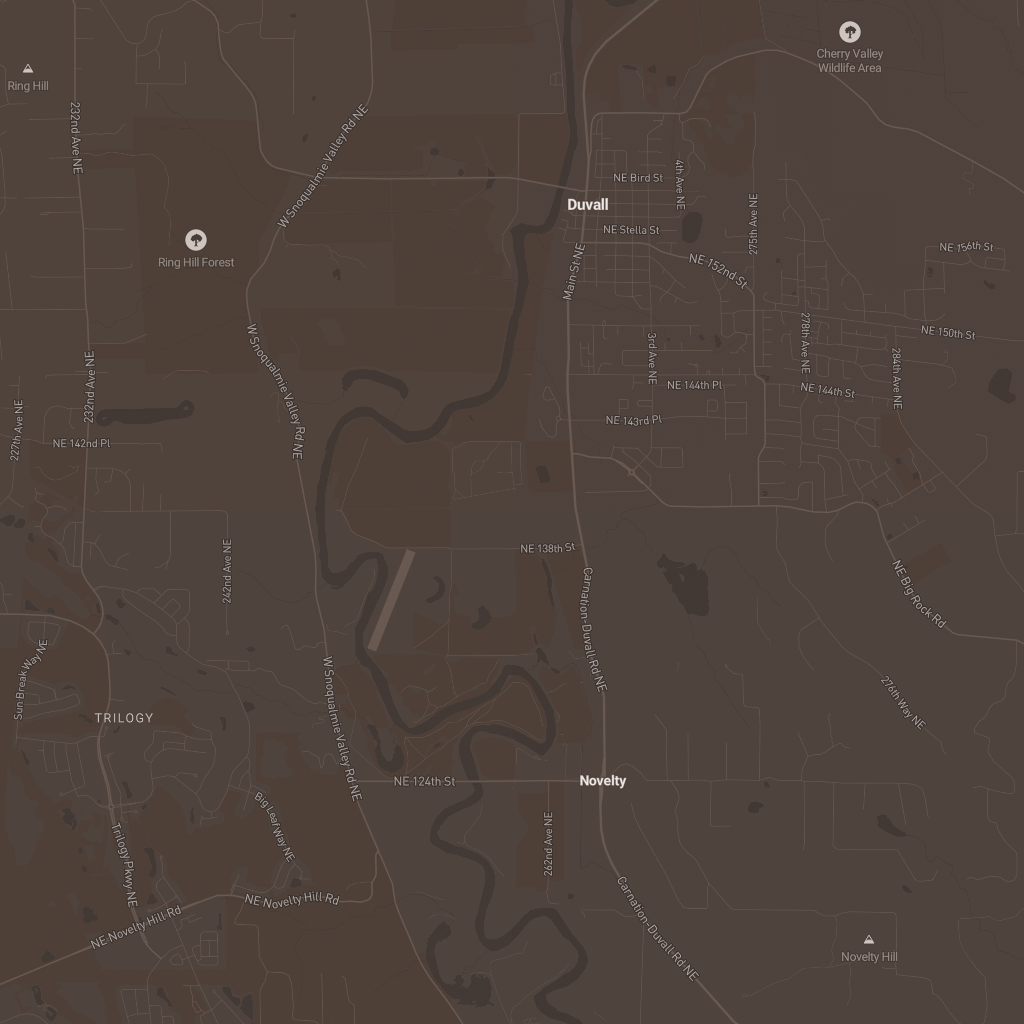 Cherry Valley
Wildlife Area
Ring Hill
232nd Ave NE
W Snoqualmie Valley Rd NE
NE Bird St
4th Ave NE
Duvall
NE Stella St
275th Ave NE
NE 156th St
Ring Hill Forest
Main St NE
NE 152nd St
W Snoqualmie Valley Rd NE
278th Ave NE
NE 150th St
232nd Ave NE
3rd Ave NE
284th Ave NE
NE 144th Pl
NE 144th St
227th Ave NE
NE 142nd Pl
NE 143rd Pl
242nd Ave NE
NE 138th St
NE Big Rock Rd
Carnation-Duvall Rd NE
Sun Break Way NE
W Snoqualmie Valley Rd NE
276th Way NE
TRILOGY
NE 124th St
Novelty
Big Leaf Way NE
Trilogy Pkwy NE
262nd Ave NE
NE Novelty Hill Rd
NE Novelty Hill Rd
Carnation-Duvall Rd NE
Novelty Hill